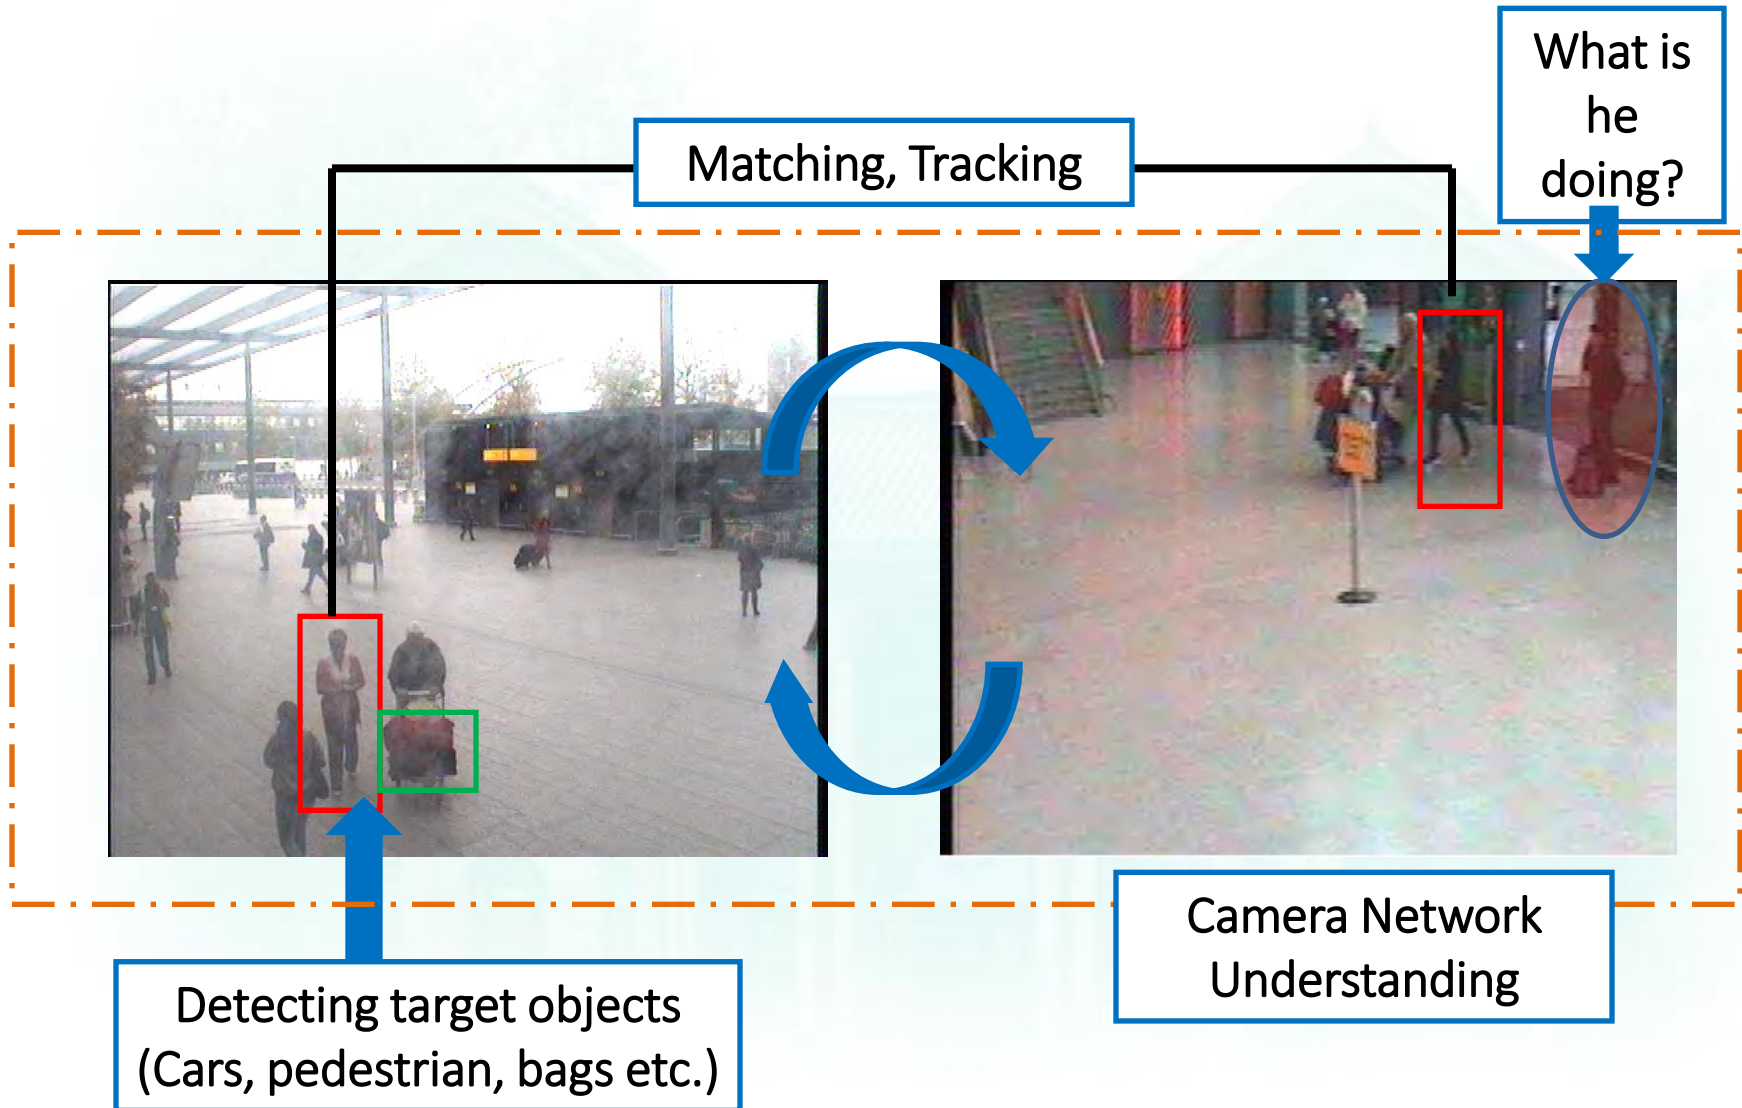 What is
he
doing?
Matching, Tracking
Camera Network
Understanding
Detecting target objects
(Cars, pedestrian, bags etc.)